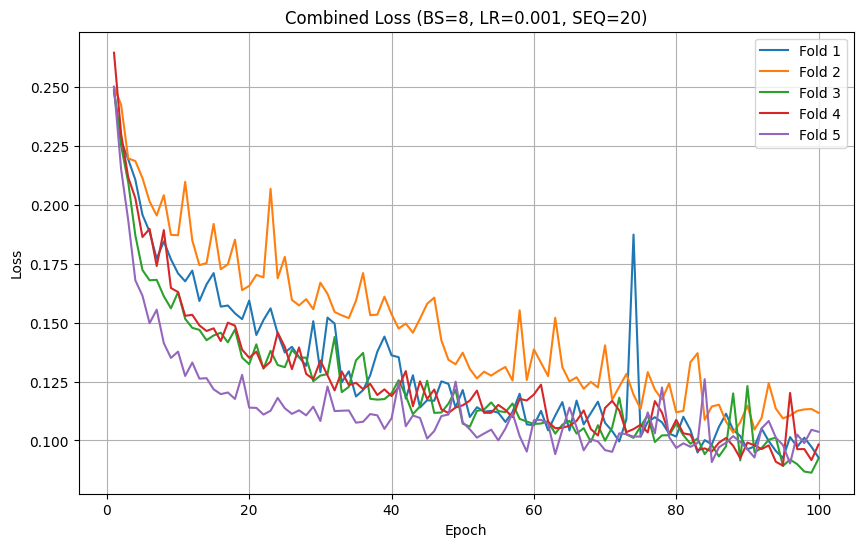 Combined Loss (BS=8, LR=0.001, SEQ=20)
Fold 1
Fold 2
Fold 3
Fold 4
Fold 5
Loss
0.250
0.225
0.200
0.175
0.150
0.125
0.100
0 20 40 60 80 100
Epoch